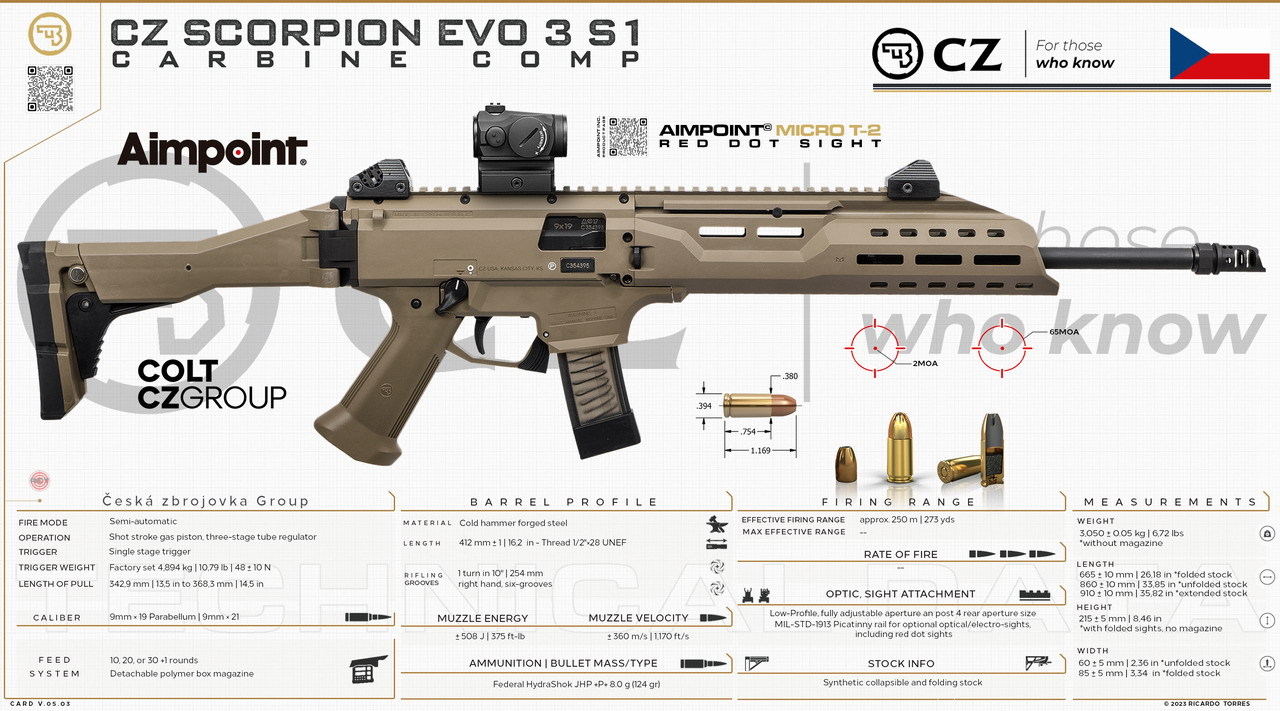 CZ SCORPION EVO 3 S1
CARBINE COMP
CZ
For those
who know
Aimpoint®
AIMPOINT INC.
AIMPOINT® MICRO T-2
RED DOT SIGHT
9x19
C354395
CZ USA, KANSAS CITY, KS
P
C354395
those
who know
65MOA
2MOA
COLT
CZGROUP
.380
.394
.754
1.169
Česká zbrojovka Group
FIRE MODE Semi-automatic
OPERATION Shot stroke gas piston, three-stage tube regulator
TRIGGER Single stage trigger
TRIGGER WEIGHT Factory set 4,894 kg | 10,79 lb | 48 ± 10 N
LENGTH OF PULL 342,9 mm | 13,5 in to 368,3 mm | 14,5 in
CALIBER 9mm × 19 Parabellum | 9mm × 21
FEED SYSTEM
10, 20, or 30 +1 rounds
Detachable polymer box magazine
BARREL PROFILE
MATERIAL Cold hammer forged steel
LENGTH 412 mm ± 1 | 16,2 in - Thread 1/2"×28 UNEF
RIFLING GROOVES
1 turn in 10" | 254 mm
right hand, six-grooves
MUZZLE ENERGY
± 508 J | 375 ft-lb
MUZZLE VELOCITY
± 360 m/s | 1,170 ft/s
AMMUNITION | BULLET MASS/TYPE
Federal HydraShok JHP +P+ 8.0 g (124 gr)
FIRING RANGE
EFFECTIVE FIRING RANGE approx. 250 m | 273 yds
MAX EFFECTIVE RANGE --
RATE OF FIRE
--
OPTIC, SIGHT ATTACHMENT
Low-Profile, fully adjustable aperture an post 4 rear aperture size
MIL-STD-1913 Picatinny rail for optional optical/electro-sights,
including red dot sights
STOCK INFO
Synthetic collapsible and folding stock
MEASUREMENTS
WEIGHT
3,050 ± 0.05 kg | 6,72 lbs
*without magazine
LENGTH
665 ± 10 mm | 26,18 in *folded stock
860 ± 10 mm | 33,85 in *unfolded stock
910 ± 10 mm | 35,82 in *extended stock
HEIGHT
215 ± 5 mm | 8,46 in
*with folded sights, no magazine
WIDTH
60 ± 5 mm | 2,36 in *unfolded stock
85 ± 5 mm | 3,34 in *folded stock
TECHNICAL DATA
CARD V.05.03
© 2023 RICARDO TORRES